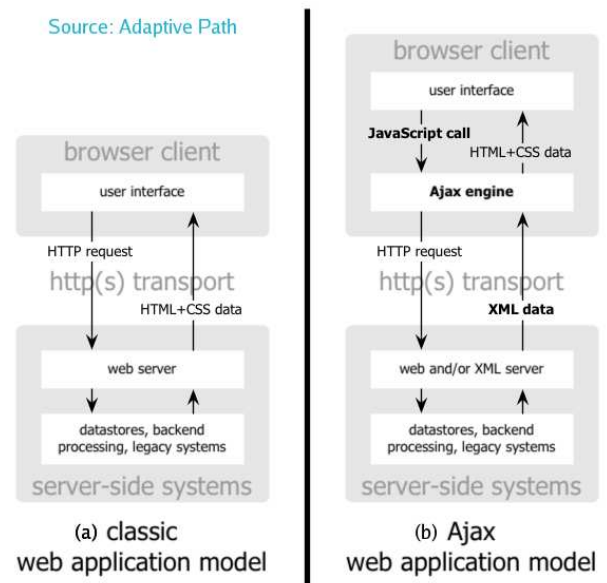 Source: Adaptive Path
browser client
user interface
HTTP request
http(s) transport
HTML+CSS data
web server
datastores, backend
processing, legacy systems
server-side systems
(a) classic
web application model
browser client
user interface
JavaScript call
HTML+CSS data
Ajax engine
HTTP request
http(s) transport
XML data
web and/or XML server
datastores, backend
processing, legacy systems
server-side systems
(b) Ajax
web application model